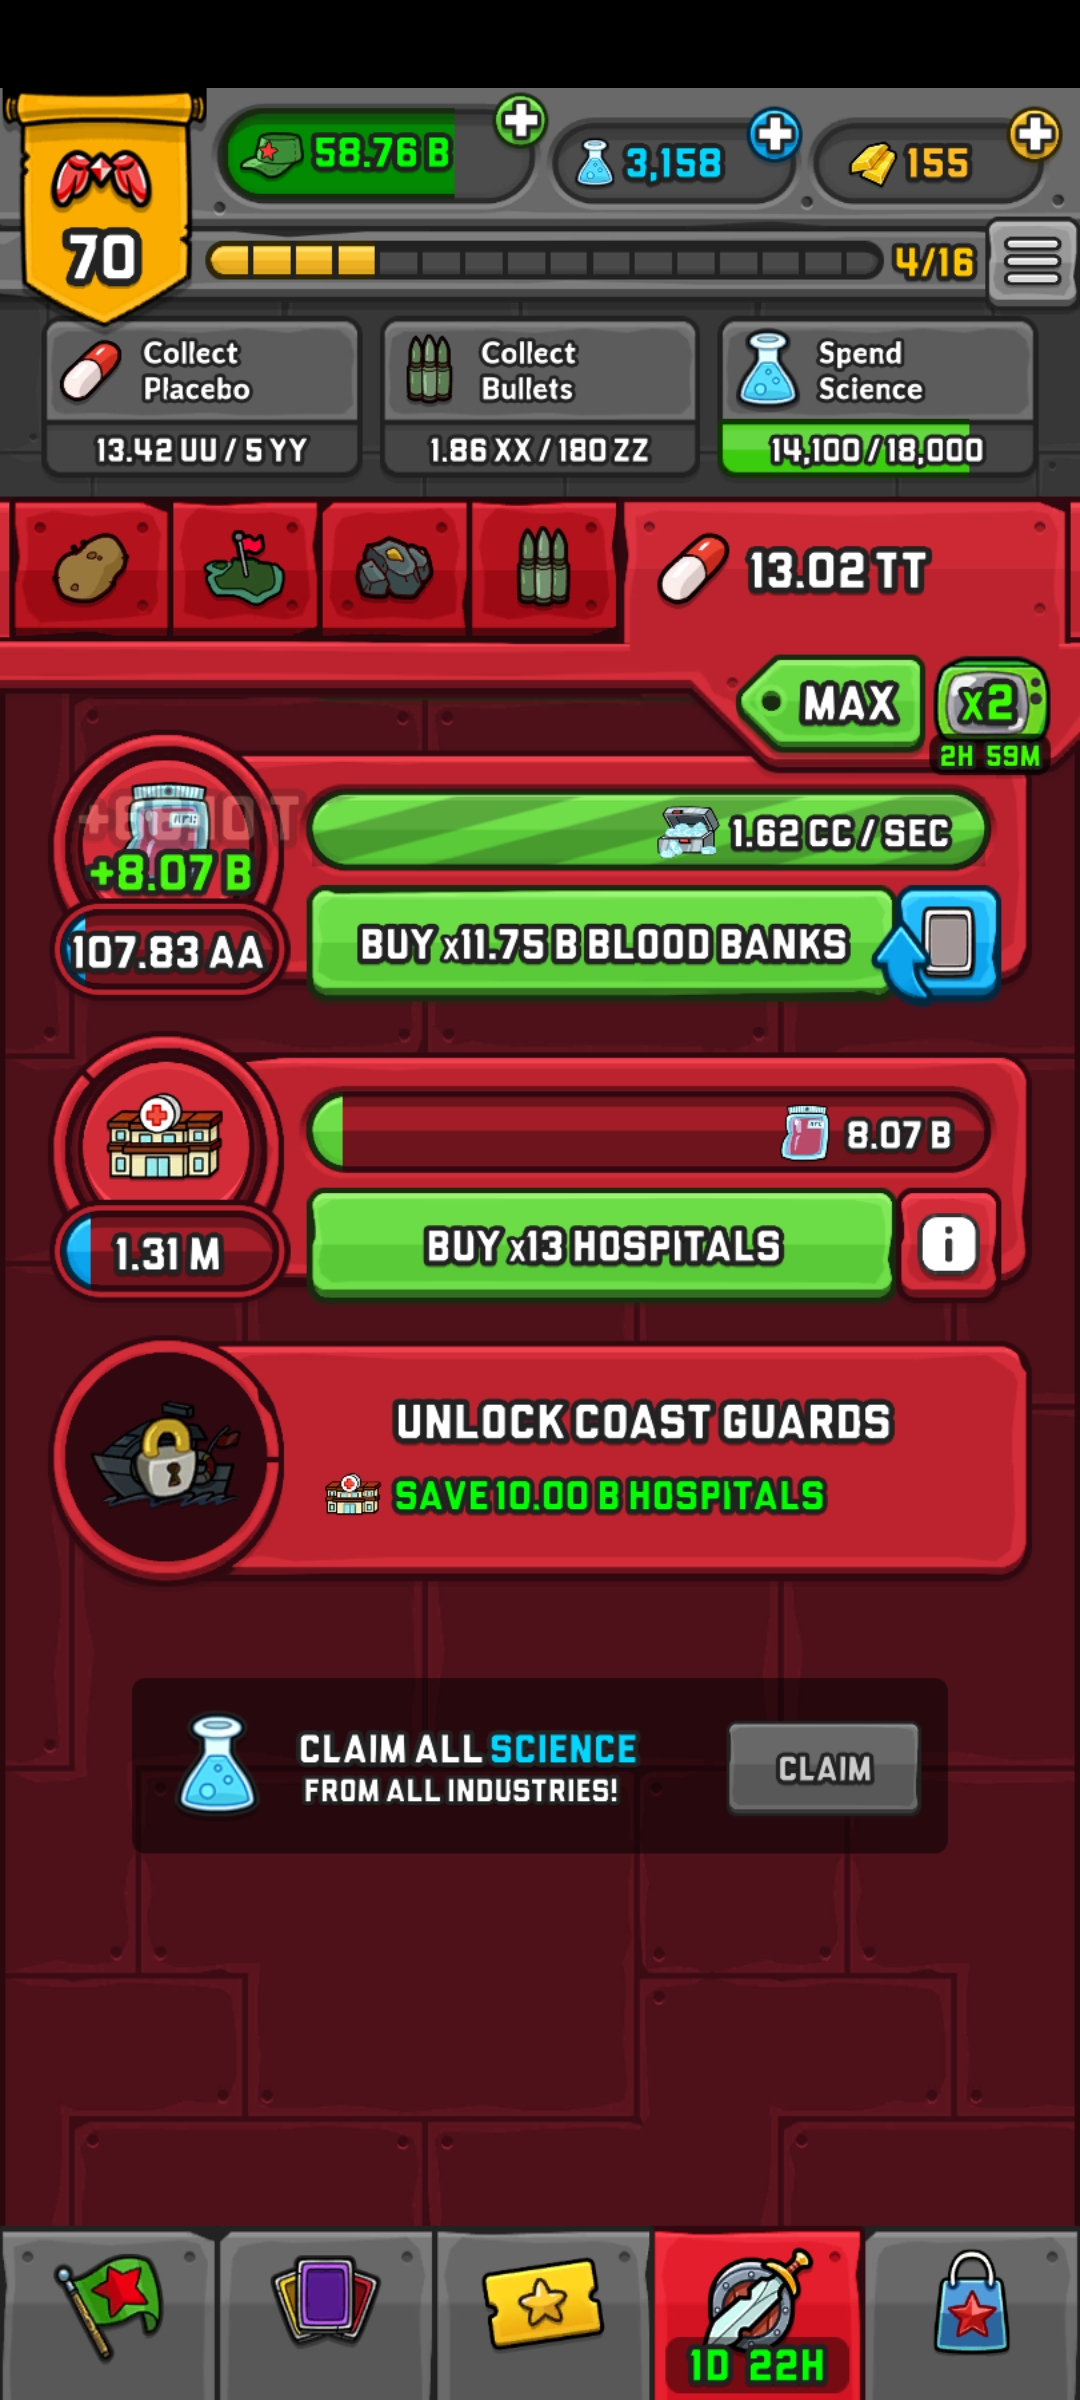 70
58.76 B
3,158
155
4/16
Collect
Placebo
13.42 UU / 5 YY
Collect
Bullets
1.86 XX / 180 ZZ
Spend
Science
14,100 / 18,000
13.02 TT
MAX
x2
2H 59M
+8.07 B
1.62 CC / SEC
107.83 AA
BUY x11.75 B BLOOD BANKS
8.07 B
1.31 M
BUY x13 HOSPITALS
i
UNLOCK COAST GUARDS
SAVE 10.00 B HOSPITALS
CLAIM ALL SCIENCE
FROM ALL INDUSTRIES!
CLAIM
1D 22H